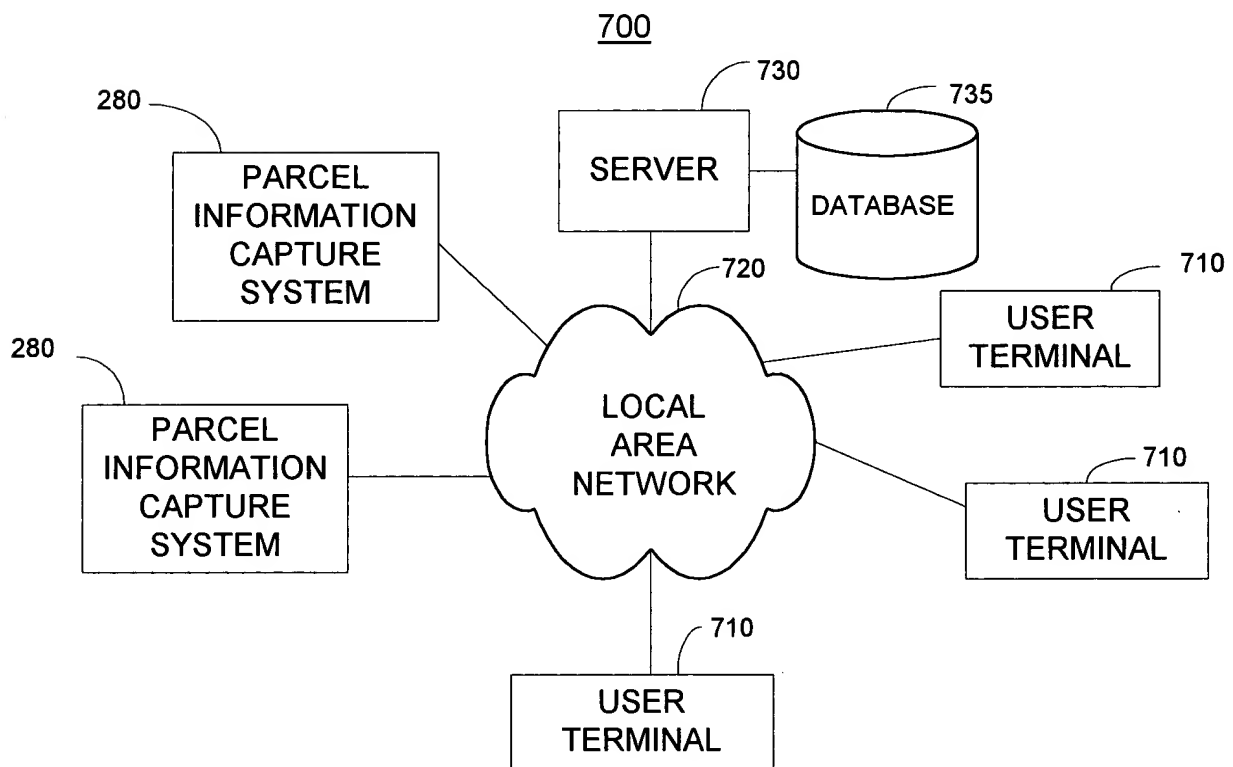 700
730
735
280
SERVER
DATABASE
PARCEL
INFORMATION
CAPTURE
SYSTEM
720
710
USER
TERMINAL
280
PARCEL
INFORMATION
CAPTURE
SYSTEM
LOCAL
AREA
NETWORK
710
USER
TERMINAL
710
USER
TERMINAL